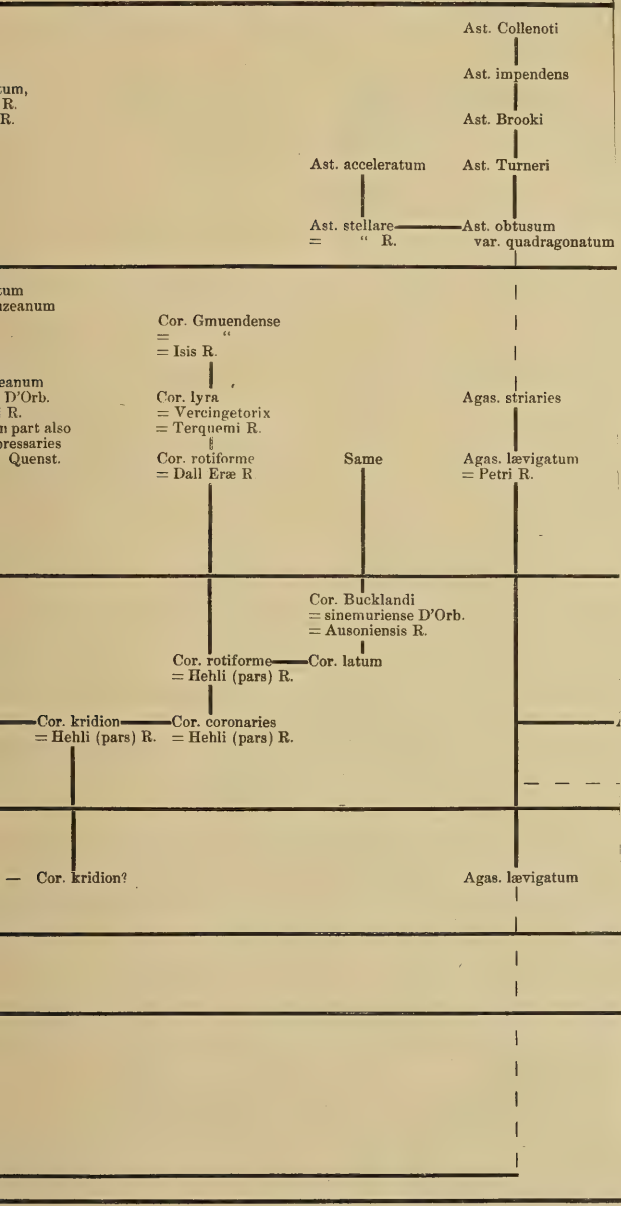 Ast. Collenoti
Ast. impendens
tum,
R.
R.
Ast. Brooki
Ast. acceleratum
Ast. Turneri
Ast. stellare
= “ R.
Ast. obtusum
var. quadragonatum
tum
nzeanum
Cor. Gmuendense
= “
= Isis R.
eanum
D'Orb.
R.
n part also
pressaries
Quenst.
Cor. lyra
= Vercingetorix
= Terquemi R.
Agas. striaries
Cor. rotiforme
= Dall Eræ R
Same
Agas. lævigatum
= Petri R.
Cor. Bucklandi
= sinemuriense D'Orb.
= Ausoniensis R.
Cor. rotiforme
= Hehli (pars) R.
Cor. latum
Cor. kridion
= Hehli (pars) R.
Cor. coronaries
= Hehli (pars) R.
— Cor. kridion?
Agas. lævigatum